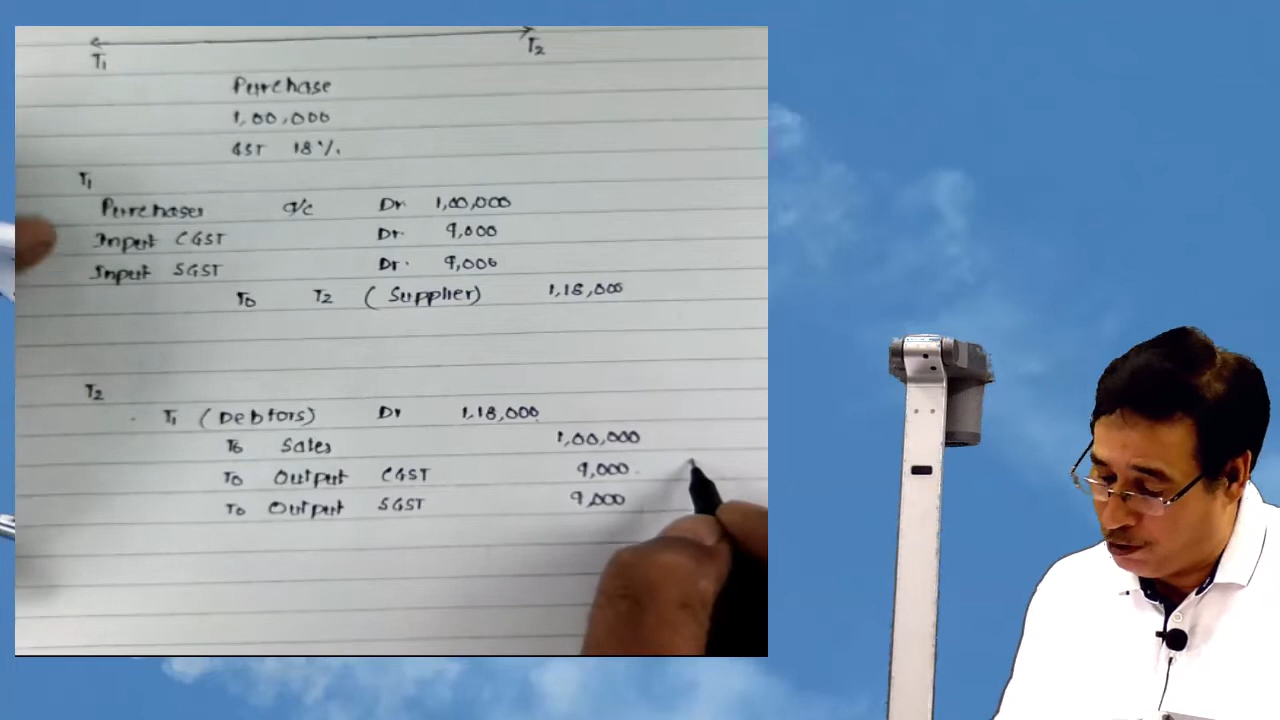 T1 T2
Purchase
1,00,000
GST 18%.
T1
Purchases a/c Dr 1,00,000
Input CGST Dr. 9,000
Input SGST Dr. 9,000
To T2 (Supplier) 1,18,000
T2
T1 (Debtors) Dr 1,18,000
To Sales 1,00,000
To Output CGST 9,000
To Output SGST 9,000